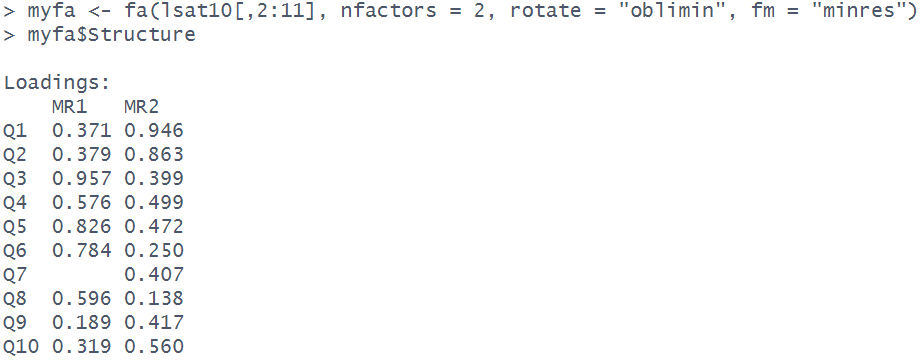 > myfa <- fa(lsat10[,2:11], nfactors = 2, rotate = "oblimin", fm = "minres")
> myfa$Structure

Loadings:
    MR1   MR2
Q1  0.371 0.946
Q2  0.379 0.863
Q3  0.957 0.399
Q4  0.576 0.499
Q5  0.826 0.472
Q6  0.784 0.250
Q7        0.407
Q8  0.596 0.138
Q9  0.189 0.417
Q10 0.319 0.560